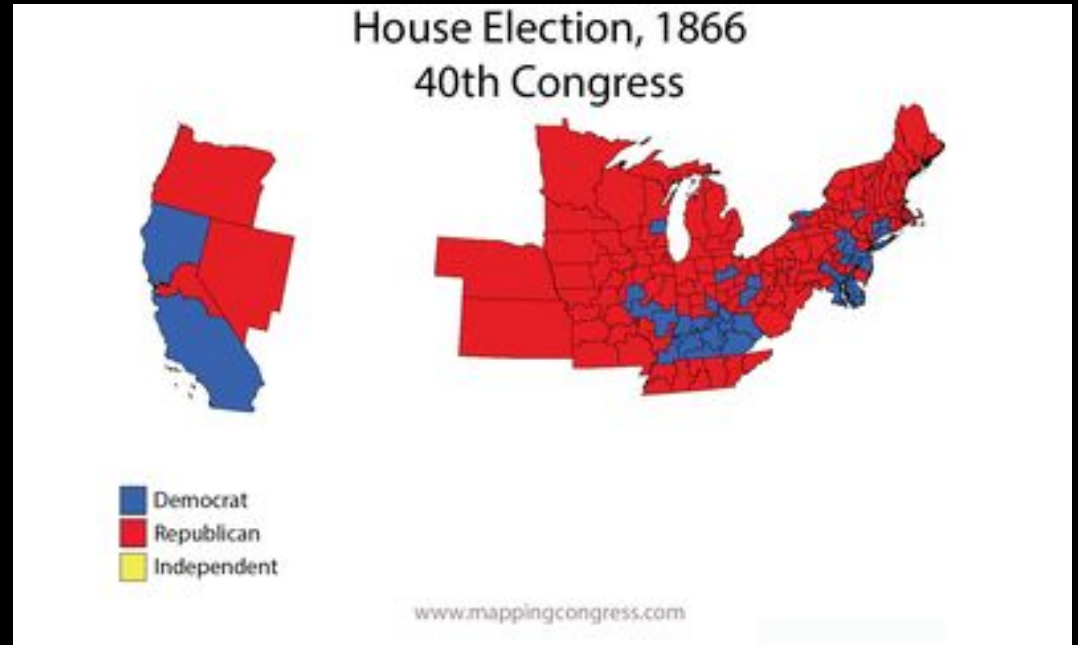 House Election, 1866
40th Congress
Democrat
Republican
Independent
www.mappingcongress.com